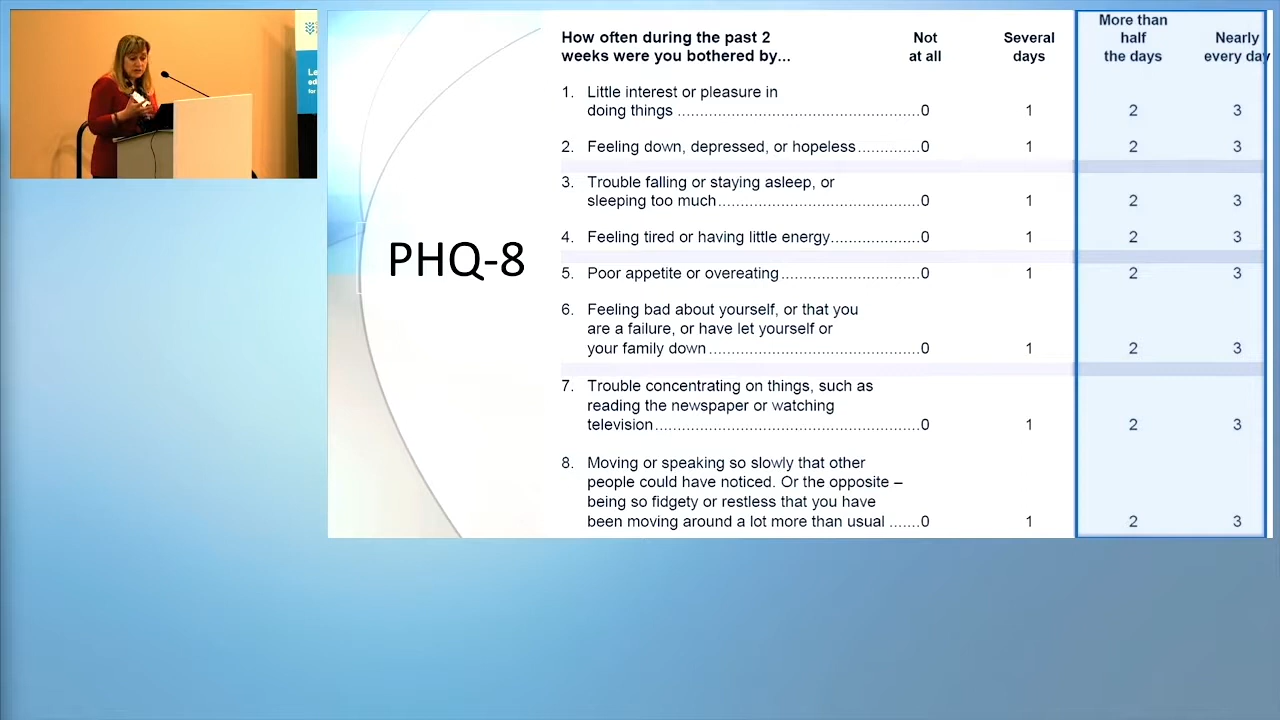 La
ed
for
PHQ-8
How often during the past 2 weeks were you bothered by...
Not at all
Several days
More than half the days
Nearly every day
1. Little interest or pleasure in
doing things ......................................................0 1 2 3
2. Feeling down, depressed, or hopeless..............0 1 2 3
3. Trouble falling or staying asleep, or
sleeping too much.............................................0 1 2 3
4. Feeling tired or having little energy....................0 1 2 3
5. Poor appetite or overeating...............................0 1 2 3
6. Feeling bad about yourself, or that you
are a failure, or have let yourself or
your family down ...............................................0 1 2 3
7. Trouble concentrating on things, such as
reading the newspaper or watching
television...........................................................0 1 2 3
8. Moving or speaking so slowly that other
people could have noticed. Or the opposite –
being so fidgety or restless that you have
been moving around a lot more than usual .......0 1 2 3